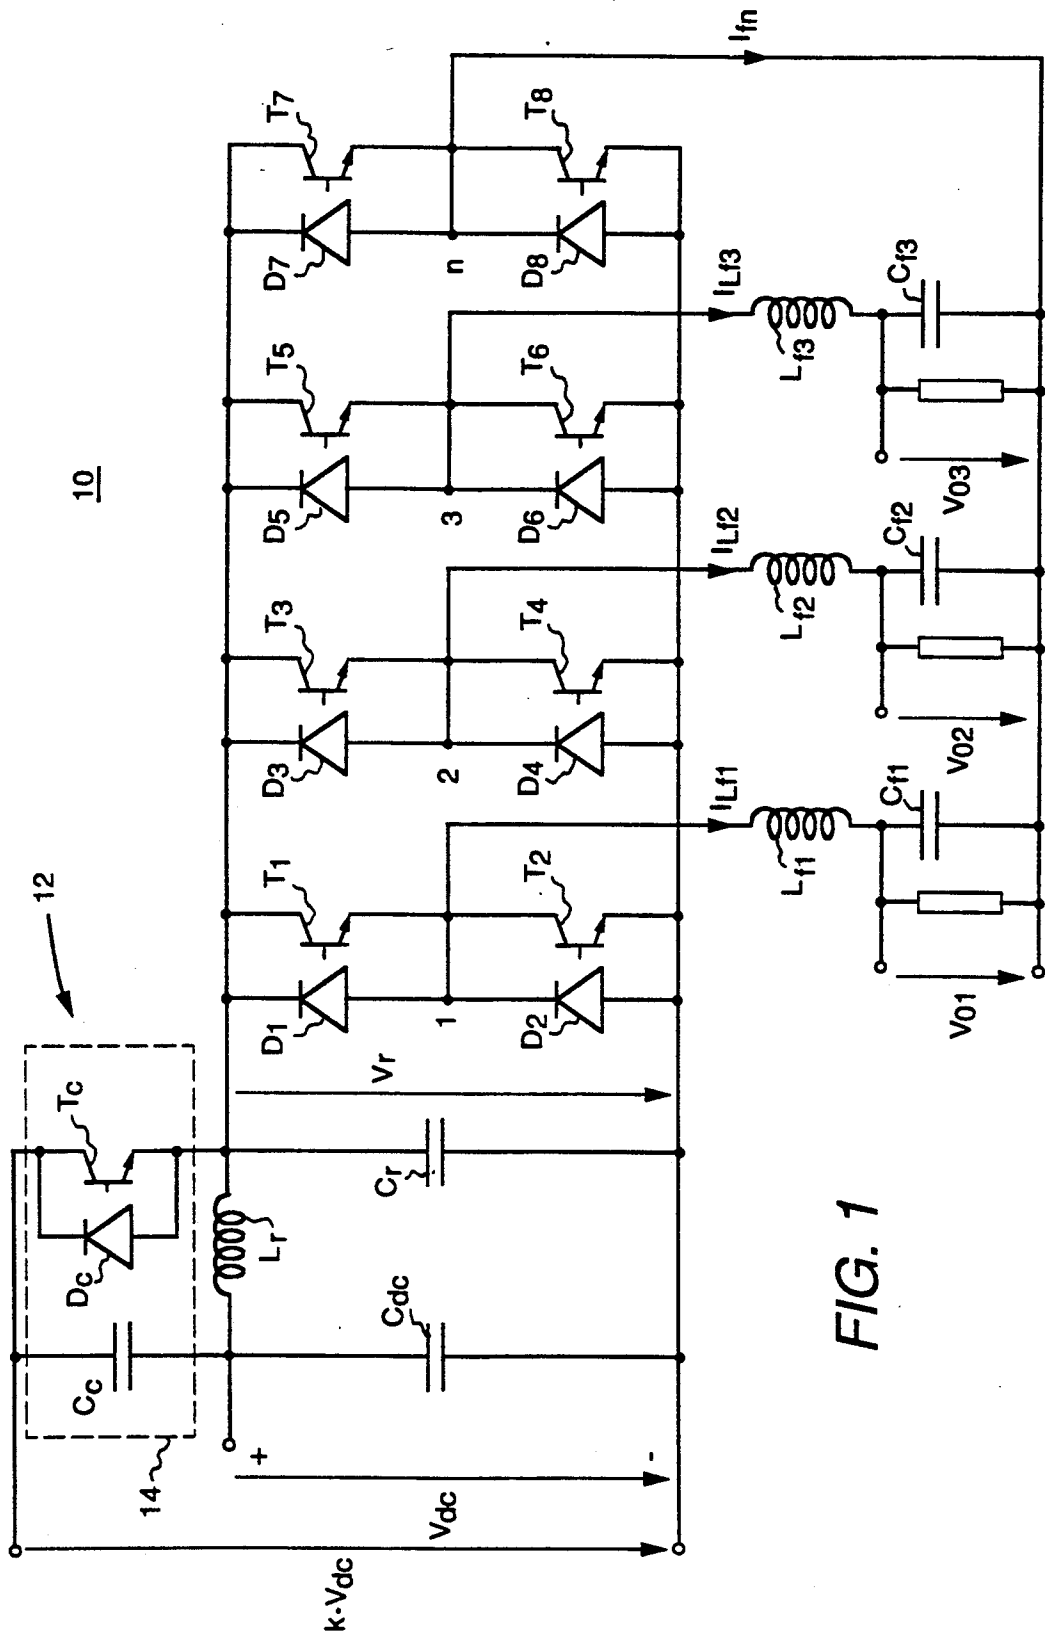 10
12
14
k·Vdc
Vdc
+
-
Cc
Dc
Tc
Lr
Cdc
Cr
Vr
D1
T1
D3
T3
D5
T5
D7
T7
1
2
3
n
D2
T2
D4
T4
D6
T6
D8
T8
ILf1
ILf2
ILf3
Ifn
Lf1
Lf2
Lf3
Cf1
Cf2
Cf3
V01
V02
V03
FIG. 1